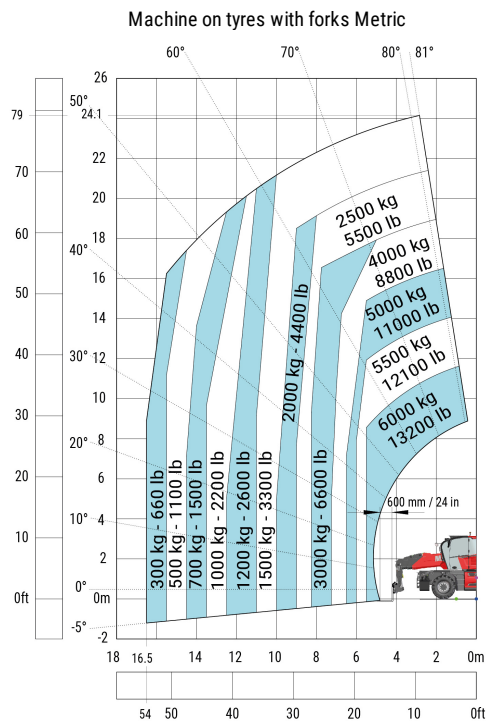 Machine on tyres with forks Metric
60° 70° 80° 81°
26
50°
79 24.1
22
70
20
2500 kg
5500 lb
60 18
40°
4000 kg
8800 lb
16
50
5000 kg
11000 lb
14
40 30° 12
5500 kg
12100 lb
10
30
6000 kg
13200 lb
20° 8
20 6
600 mm / 24 in
10° 4
10 2
0°
0ft 0m
-5°
-2
300 kg - 660 lb
500 kg - 1100 lb
700 kg - 1500 lb
1000 kg - 2200 lb
1200 kg - 2600 lb
1500 kg - 3300 lb
2000 kg - 4400 lb
3000 kg - 6600 lb
18 16.5 14 12 10 8 6 4 2 0m
54 50 40 30 20 10 0ft